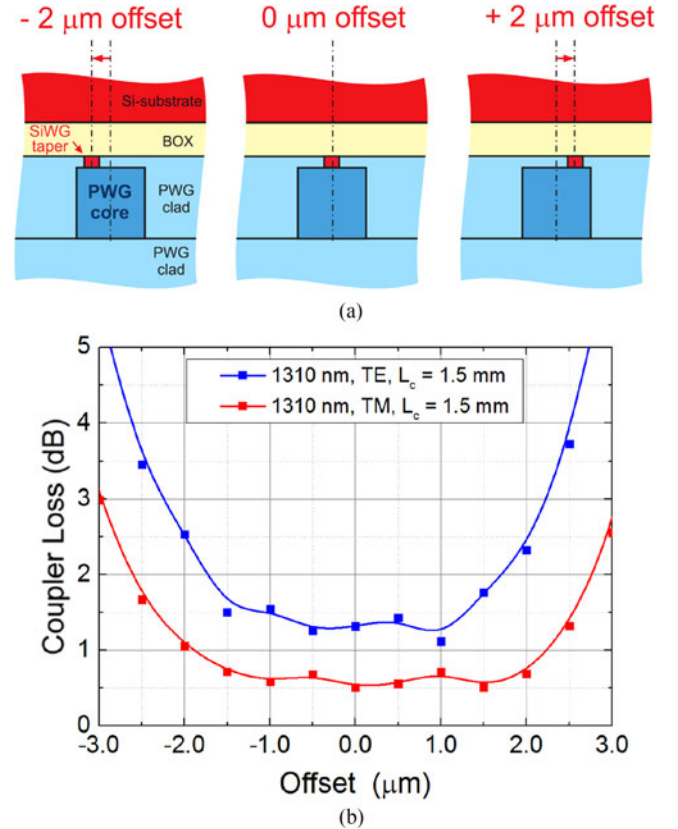 - 2 μm offset
0 μm offset
+ 2 μm offset
Si-substrate
SiWG
taper
BOX
PWG
core
PWG
clad
PWG
clad
(a)
1310 nm, TE, Lc = 1.5 mm
1310 nm, TM, Lc = 1.5 mm
Coupler Loss (dB)
5
4
3
2
1
0
-3.0 -2.0 -1.0 0.0 1.0 2.0 3.0
Offset (μm)
(b)